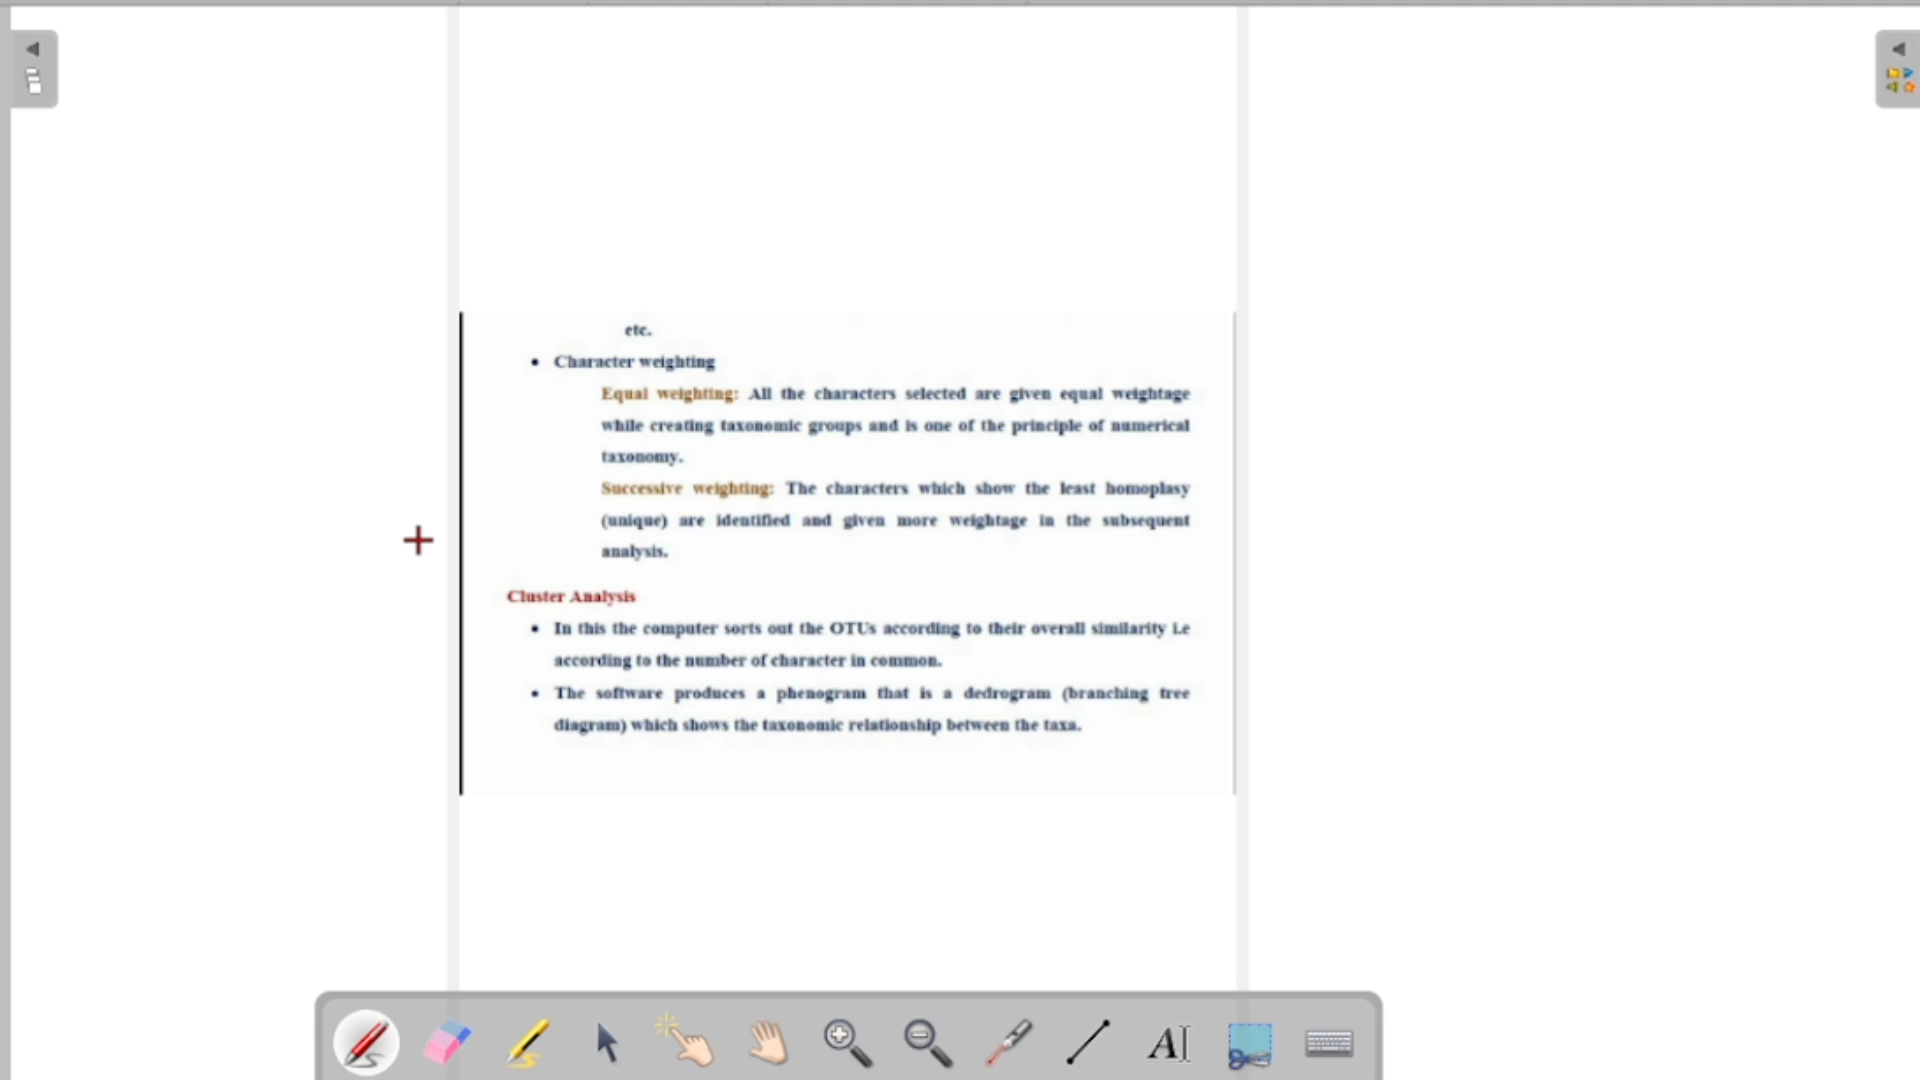 etc.
• Character weighting
Equal weighting: All the characters selected are given equal weightage
while creating taxonomic groups and is one of the principle of numerical
taxonomy.
Successive weighting: The characters which show the least homoplasy
(unique) are identified and given more weightage in the subsequent
analysis.
Cluster Analysis
• In this the computer sorts out the OTUs according to their overall similarity i.e
according to the number of character in common.
• The software produces a phenogram that is a dedrogram (branching tree
diagram) which shows the taxonomic relationship between the taxa.